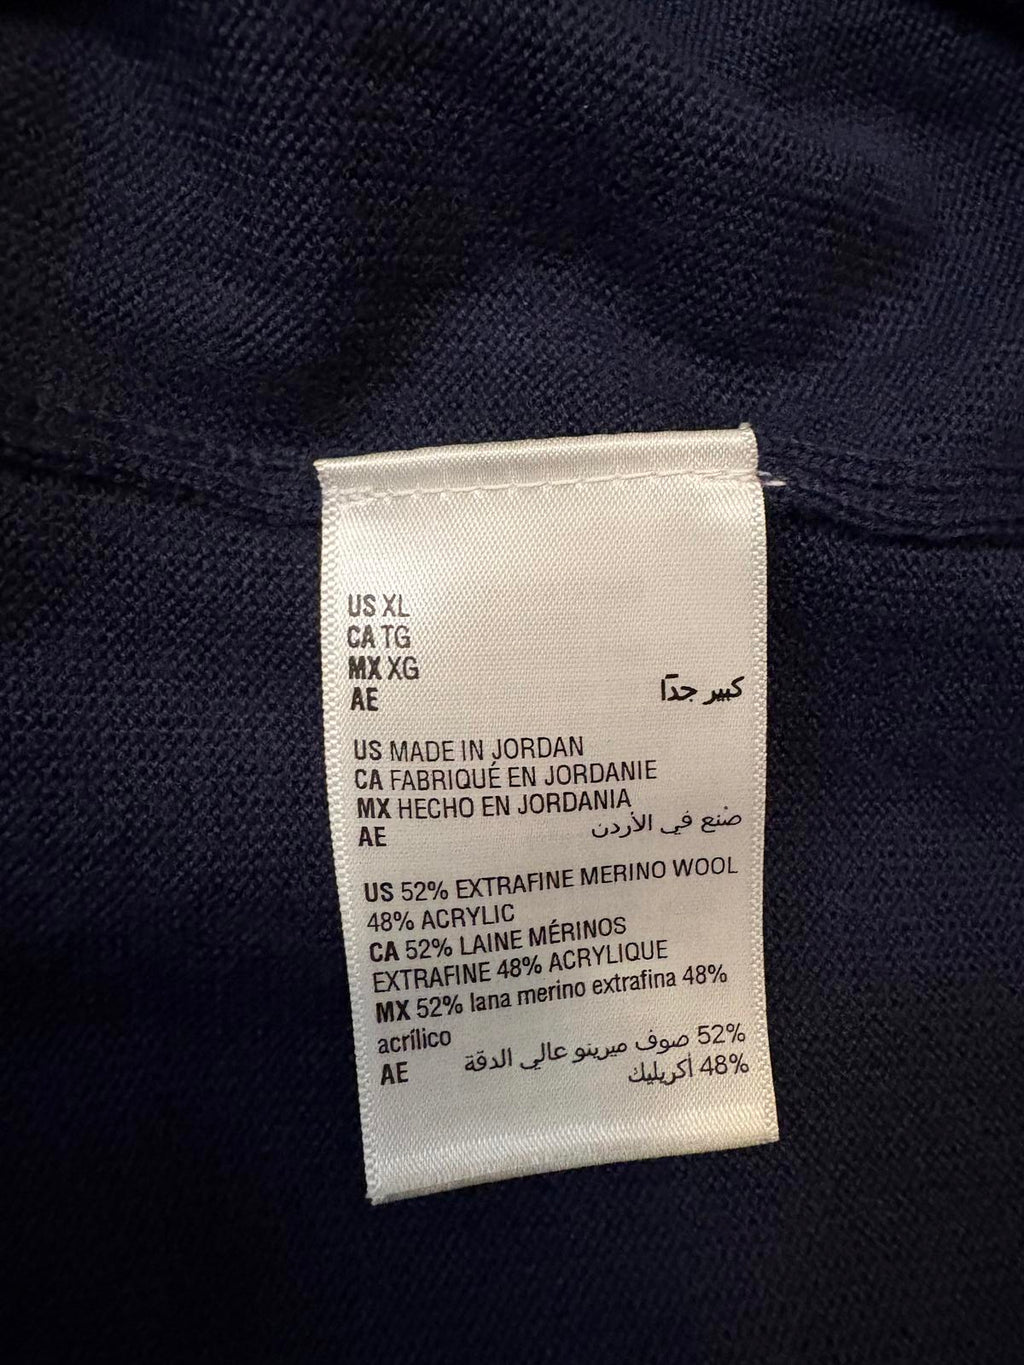 US XL
CA TG
MX XG
AE كبير جدًا
US MADE IN JORDAN
CA FABRIQUÉ EN JORDANIE
MX HECHO EN JORDANIA
AE صُنع في الأردن
US 52% EXTRAFINE MERINO WOOL
48% ACRYLIC
CA 52% LAINE MÉRINOS
EXTRAFINE 48% ACRYLIQUE
MX 52% lana merino extrafina 48%
acrílico
52% صوف ميرينو عالي الدقة
AE 48% أكريليك